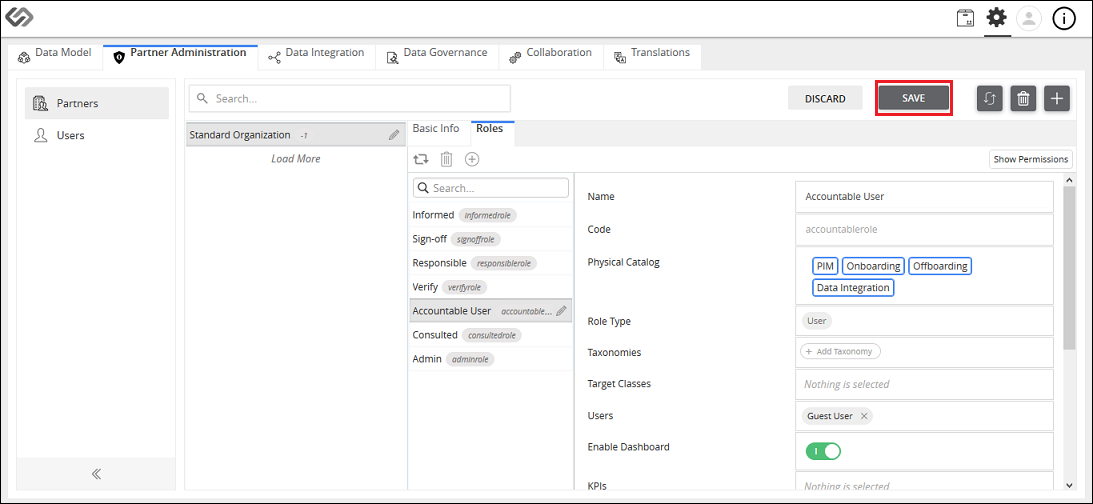 Data Model
Partner Administration
Data Integration
Data Governance
Collaboration
Translations
Partners
Users
Search...
DISCARD
SAVE
Standard Organization -1
Load More
Basic Info
Roles
Show Permissions
Search...
Informed informedrole
Sign-off signoffrole
Responsible responsiblerole
Verify verifyrole
Accountable User accountable...
Consulted consultedrole
Admin adminrole
Name Accountable User
Code accountablerole
Physical Catalog PIM Onboarding Offboarding
Data Integration
Role Type User
Taxonomies + Add Taxonomy
Target Classes Nothing is selected
Users Guest User ×
Enable Dashboard
KPIs Nothing is selected